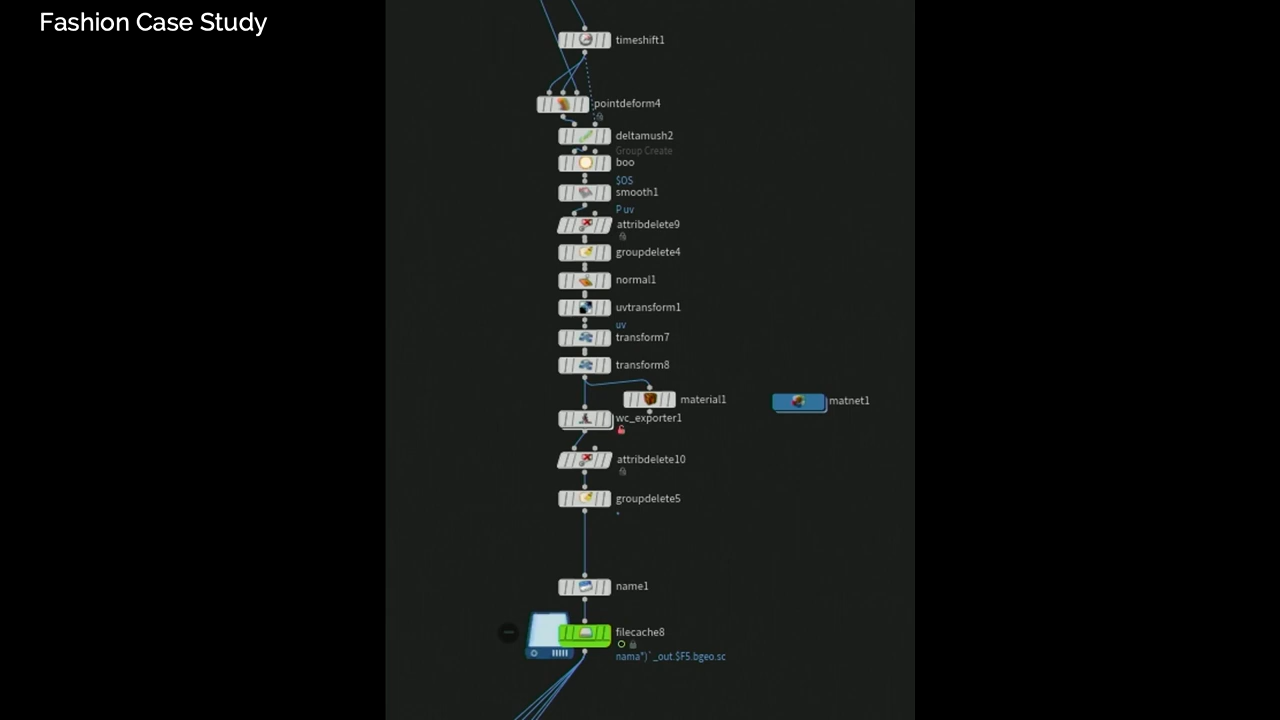 Fashion Case Study
timeshift1
pointdeform4
deltamush2
Group Create
boo
$OS
smooth1
P uv
attribdelete9
groupdelete4
normal1
uvtransform1
uv
transform7
transform8
material1
matnet1
wc_exporter1
attribdelete10
groupdelete5
*
name1
filecache8
nama")`_out.$F5.bgeo.sc